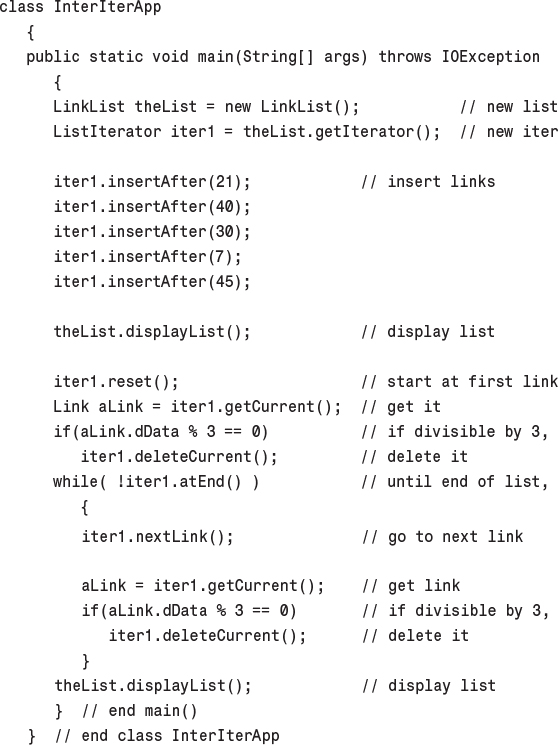 class InterIterApp
{
public static void main(String[] args) throws IOException
{
LinkList theList = new LinkList(); // new list
ListIterator iter1 = theList.getIterator(); // new iter
iter1.insertAfter(21); // insert links
iter1.insertAfter(40);
iter1.insertAfter(30);
iter1.insertAfter(7);
iter1.insertAfter(45);
theList.displayList(); // display list
iter1.reset(); // start at first link
Link aLink = iter1.getCurrent(); // get it
if(aLink.dData % 3 == 0) // if divisible by 3,
iter1.deleteCurrent(); // delete it
while( !iter1.atEnd() ) // until end of list,
{
iter1.nextLink(); // go to next link
aLink = iter1.getCurrent(); // get link
if(aLink.dData % 3 == 0) // if divisible by 3,
iter1.deleteCurrent(); // delete it
}
theList.displayList(); // display list
} // end main()
} // end class InterIterApp